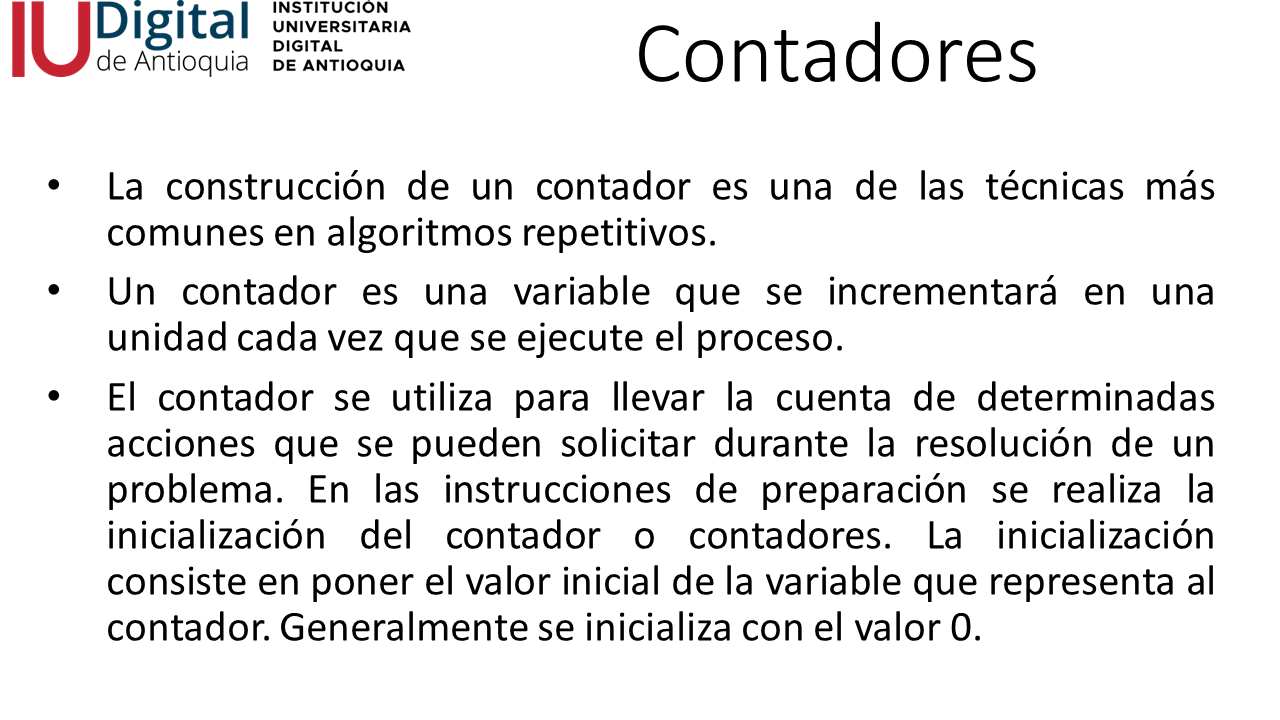 IU Digital
de Antioquia
INSTITUCIÓN
UNIVERSITARIA
DIGITAL
DE ANTIOQUIA
Contadores
• La construcción de un contador es una de las técnicas más
comunes en algoritmos repetitivos.
• Un contador es una variable que se incrementará en una
unidad cada vez que se ejecute el proceso.
• El contador se utiliza para llevar la cuenta de determinadas
acciones que se pueden solicitar durante la resolución de un
problema. En las instrucciones de preparación se realiza la
inicialización del contador o contadores. La inicialización
consiste en poner el valor inicial de la variable que representa al
contador. Generalmente se inicializa con el valor 0.